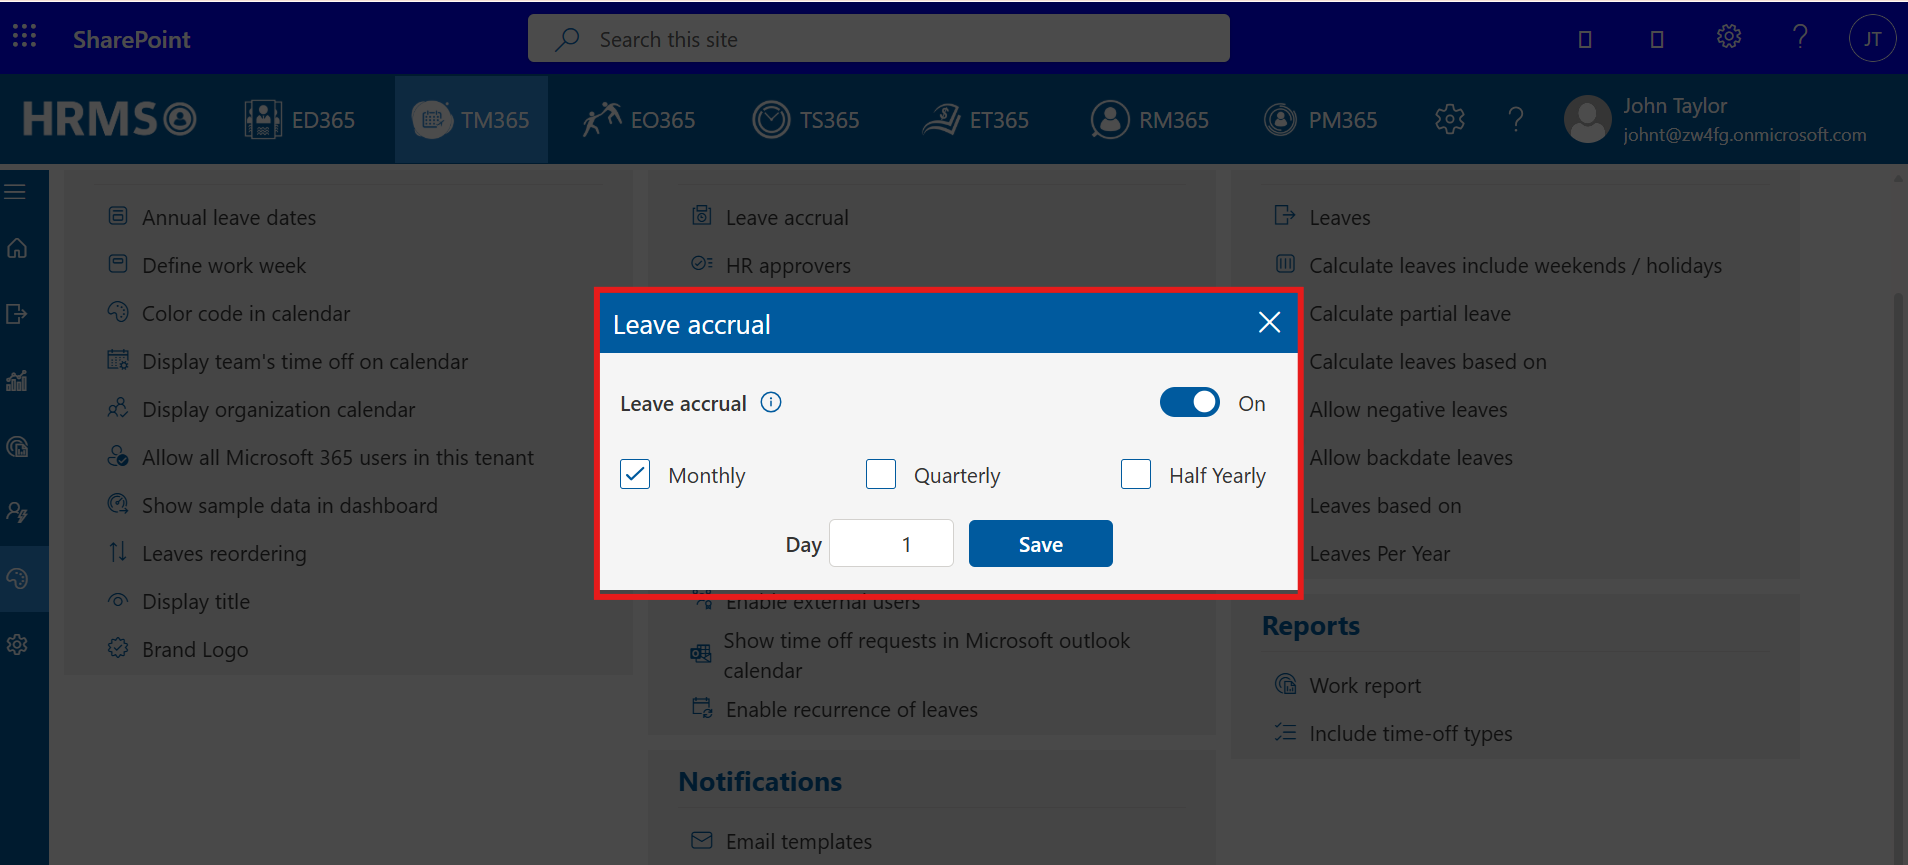 SharePoint
Search this site
JT
HRMS
ED365
TM365
EO365
TS365
ET365
RM365
PM365
John Taylor
johnt@zw4fg.onmicrosoft.com
Annual leave dates
Define work week
Color code in calendar
Display team's time off on calendar
Display organization calendar
Allow all Microsoft 365 users in this tenant
Show sample data in dashboard
Leaves reordering
Display title
Brand Logo
Leave accrual
HR approvers
Leave accrual
Leave accrual
On
Monthly
Quarterly
Half Yearly
Day
1
Save
Enable external users
Show time off requests in Microsoft outlook
calendar
Enable recurrence of leaves
Notifications
Email templates
Leaves
Calculate leaves include weekends / holidays
Calculate partial leave
Calculate leaves based on
Allow negative leaves
Allow backdate leaves
Leaves based on
Leaves Per Year
Reports
Work report
Include time-off types